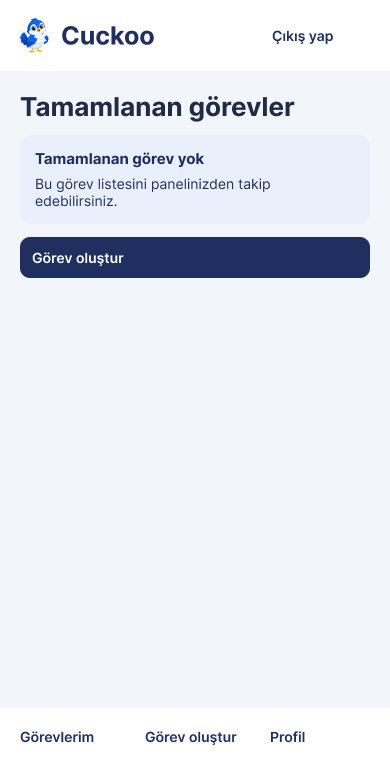 Cuckoo
Çıkış yap
Tamamlanan görevler
Tamamlanan görev yok
Bu görev listesini panelinizden takip
edebilirsiniz.
Görev oluştur
Görevlerim
Görev oluştur
Profil